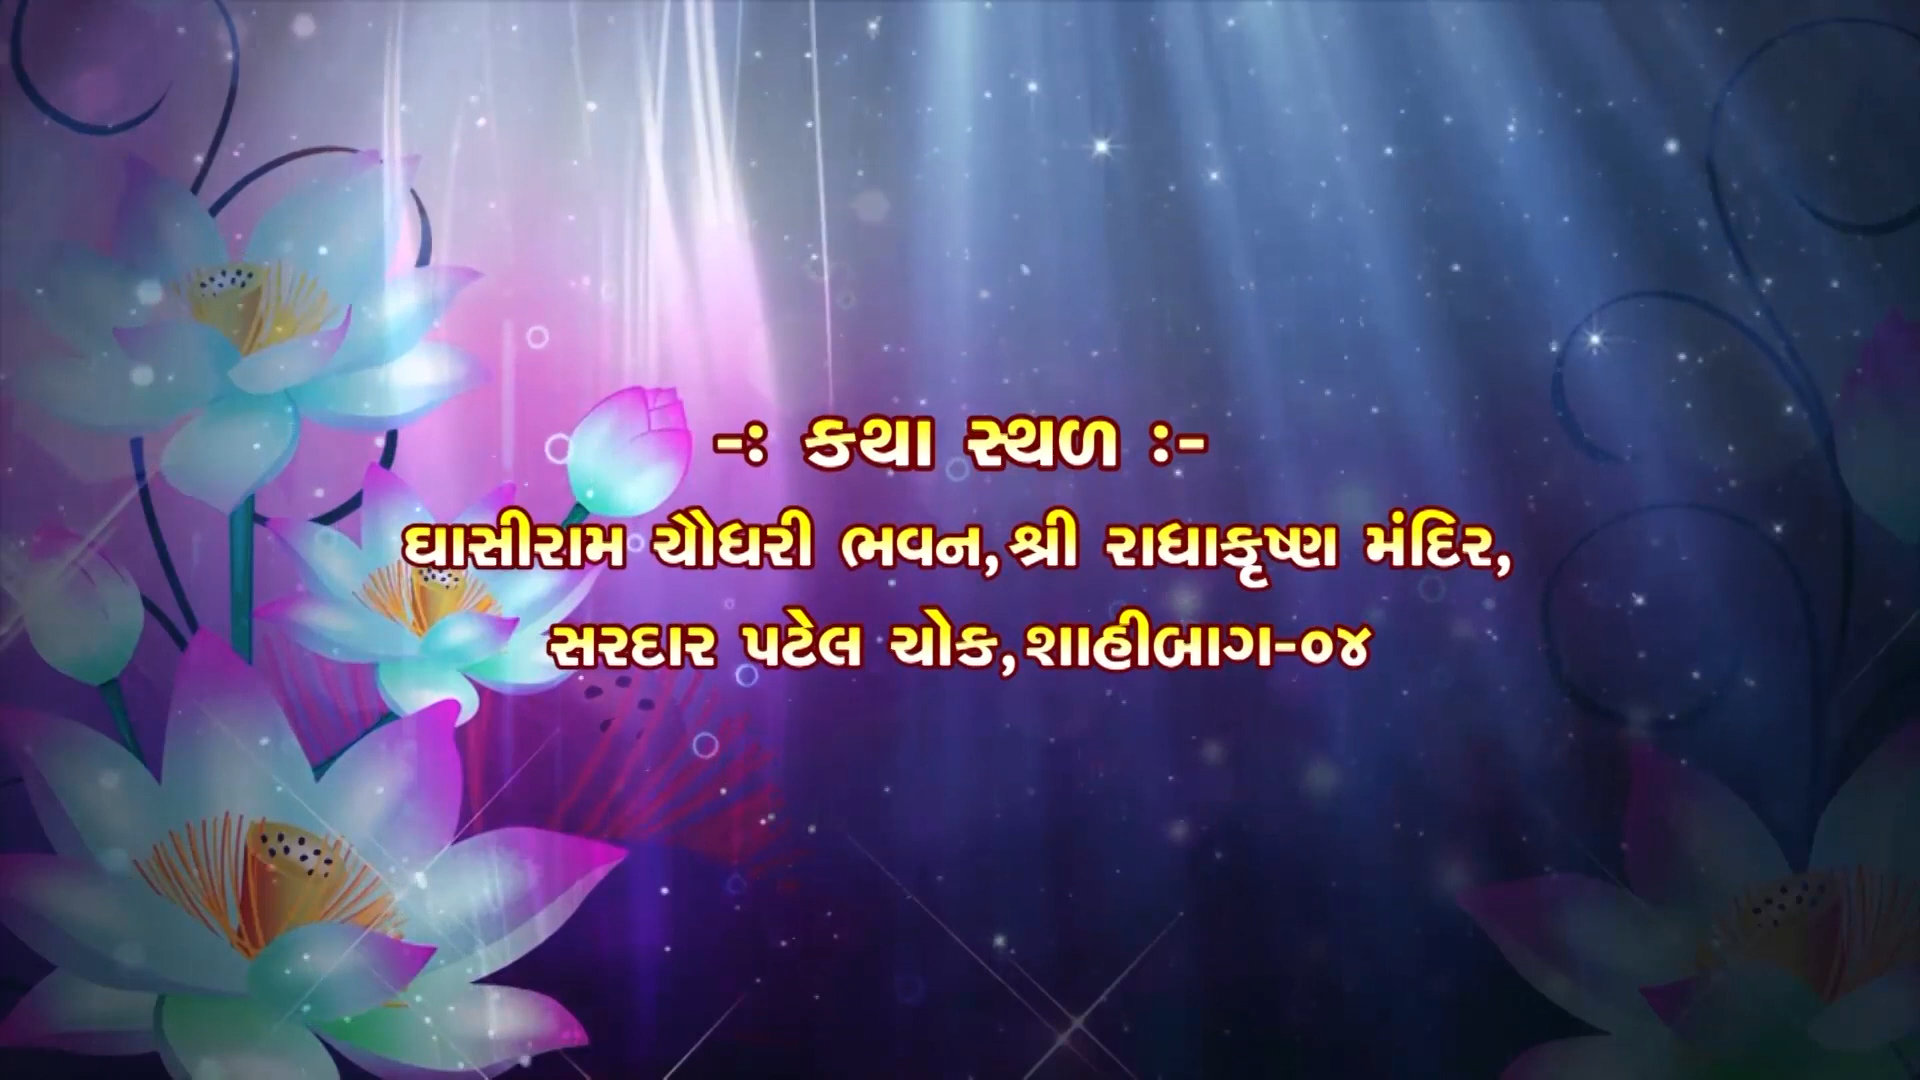 -ઃ કથા સ્થળ ઃ-
ઘાસીરામ ચૌધરી ભવન,શ્રી રાધાકૃષ્ણ મંદિર,
સરદાર પટેલ ચોક,શાહીબાગ-૦૪